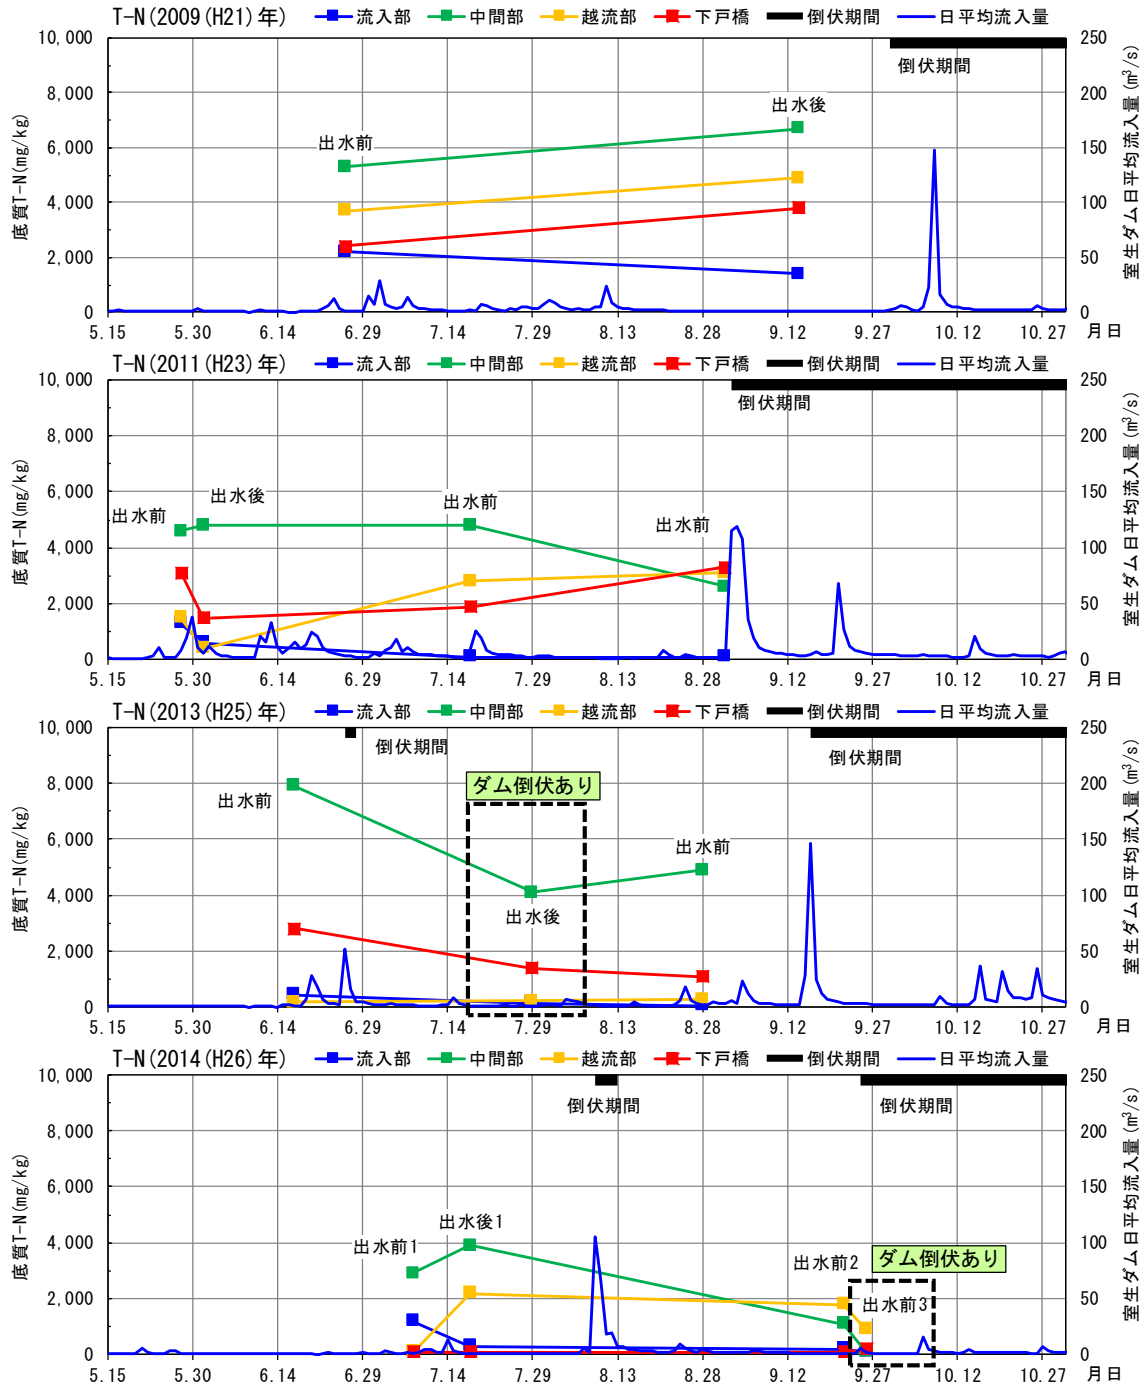 T-N(2009(H21)年) 流入部 中間部 越流部 下戸橋 倒伏期間 日平均流入量
底質T-N(mg/kg)
室生ダム日平均流入量(m³/s)
10,000 250
倒伏期間
8,000 200
出水前 出水後
6,000 150
4,000 100
2,000 50
0 0
5.15 5.30 6.14 6.29 7.14 7.29 8.13 8.28 9.12 9.27 10.12 10.27 月日
T-N(2011(H23)年) 流入部 中間部 越流部 下戸橋 倒伏期間 日平均流入量
底質T-N(mg/kg)
室生ダム日平均流入量(m³/s)
10,000 250
倒伏期間
8,000 200
6,000 150
出水前 出水後 出水前 出水前
4,000 100
2,000 50
0 0
5.15 5.30 6.14 6.29 7.14 7.29 8.13 8.28 9.12 9.27 10.12 10.27 月日
T-N(2013(H25)年) 流入部 中間部 越流部 下戸橋 倒伏期間 日平均流入量
底質T-N(mg/kg)
室生ダム日平均流入量(m³/s)
10,000 250
倒伏期間 倒伏期間
ダム倒伏あり
8,000 200
出水前
6,000 150
出水前
4,000 100
出水後
2,000 50
0 0
5.15 5.30 6.14 6.29 7.14 7.29 8.13 8.28 9.12 9.27 10.12 10.27 月日
T-N(2014(H26)年) 流入部 中間部 越流部 下戸橋 倒伏期間 日平均流入量
底質T-N(mg/kg)
室生ダム日平均流入量(m³/s)
10,000 250
倒伏期間 倒伏期間
8,000 200
6,000 150
出水前1 出水後1 出水前2 ダム倒伏あり
4,000 100
出水前3
2,000 50
0 0
5.15 5.30 6.14 6.29 7.14 7.29 8.13 8.28 9.12 9.27 10.12 10.27 月日